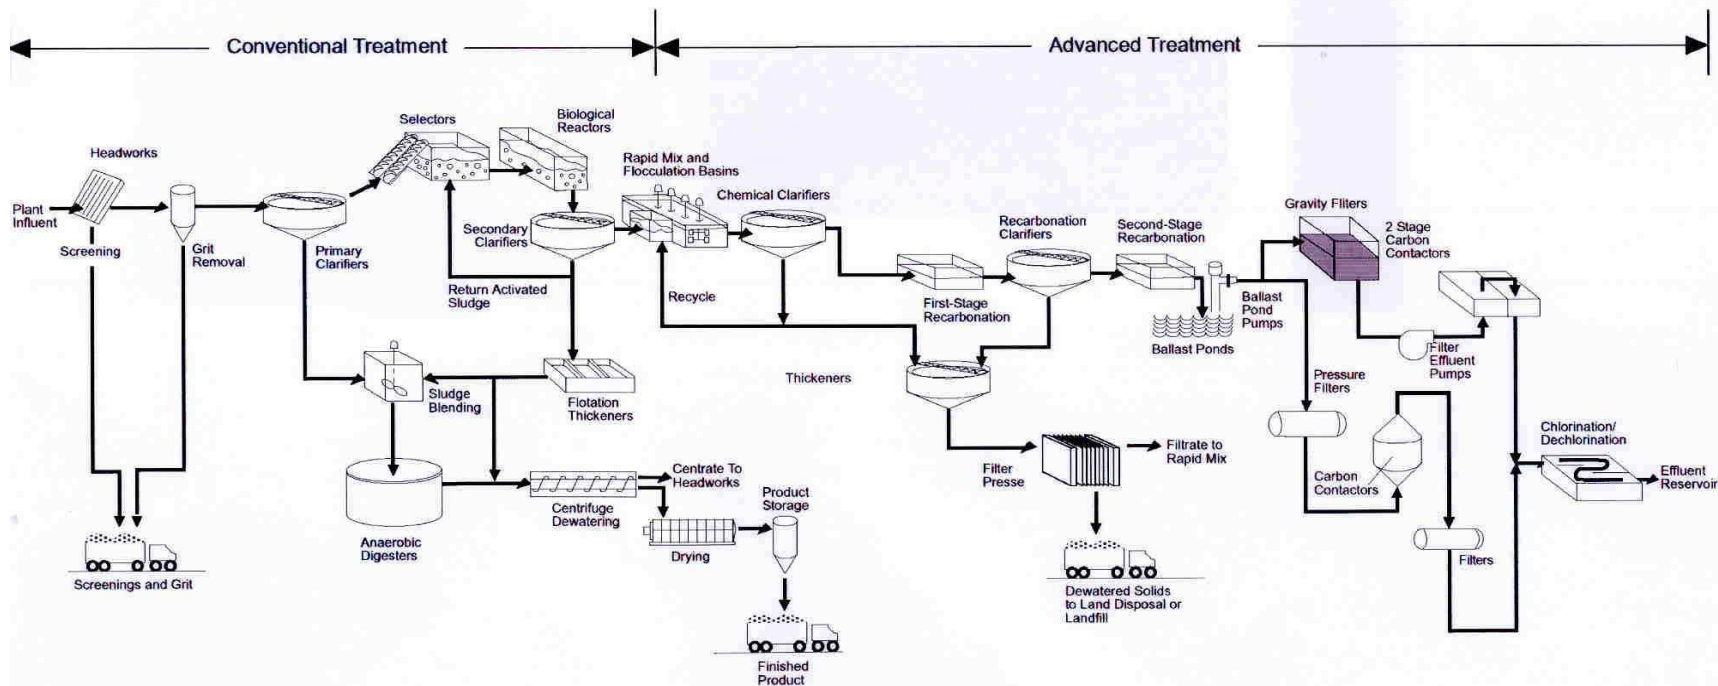 Conventional Treatment
Advanced Treatment
Headworks
Plant
Influent
Screening
Grit
Removal
Primary
Clarifiers
Selectors
Biological
Reactors
Secondary
Clarifiers
Return Activated
Sludge
Rapid Mix and
Flocculation Basins
Chemical Clarifiers
Recycle
First-Stage
Recarbonation
Recarbonation
Clarifiers
Second-Stage
Recarbonation
Ballast Ponds
Ballast
Pond
Pumps
Gravity Fliters
2 Stage
Carbon
Contactors
Filter
Effluent
Pumps
Pressure
Filters
Carbon
Contactors
Filters
Chlorination/
Dechlorination
Effluent
Reservoir
Sludge
Blending
Flotation
Thickeners
Thickeners
Anaerobic
Digesters
Centrifuge
Dewatering
Centrate To
Headworks
Drying
Product
Storage
Finished
Product
Filter
Presse
Filtrate to
Rapid Mix
Dewatered Solids
to Land Disposal or
Landfill
Screenings and Grit